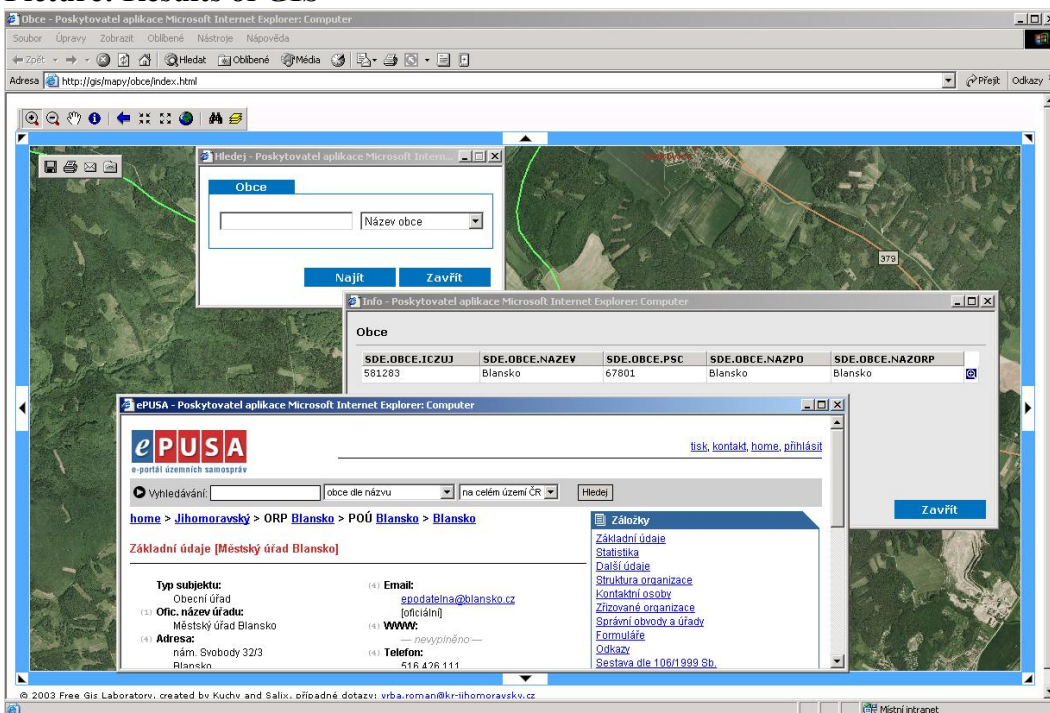 Picture: Results of GIS
Obce - Poskytovatel aplikace Microsoft Internet Explorer: Computer
Soubor Úpravy Zobrazit Oblíbené Nástroje Nápověda
Zpět Hledat Oblíbené Média
Adresa http://gis/mapy/obce/index.html Přejít Odkazy
Hledej - Poskytovatel aplikace Microsoft Intern...
Obce
Název obce
Najít Zavřít
379
Info - Poskytovatel aplikace Microsoft Internet Explorer: Computer
Obce
SDE.OBCE.ICZUJ SDE.OBCE.NAZEV SDE.OBCE.PSC SDE.OBCE.NAZPO SDE.OBCE.NAZORP
581283 Blansko 67801 Blansko Blansko
Zavřít
ePUSA - Poskytovatel aplikace Microsoft Internet Explorer: Computer
ePUSA
e-portál územních samospráv
tisk, kontakt, home, přihlásit
Vyhledávání: obce dle názvu na celém území ČR Hledej
home > Jihomoravský > ORP Blansko > POÚ Blansko > Blansko
Základní údaje [Městský úřad Blansko]
Typ subjektu:
Obecní úřad
(1) Ofic. název úřadu:
Městský úřad Blansko
(4) Adresa:
nám. Svobody 32/3
Blansko
(4) Email:
epodatelna@blansko.cz
[oficiální]
(4) WWW:
— nevyplněno —
(4) Telefon:
516 426 111
Záložky
Základní údaje
Statistika
Další údaje
Struktura organizace
Kontaktní osoby
Zřizované organizace
Správní obvody a úřady
Formuláře
Odkazy
Sestava dle 106/1999 Sb.
© 2003 Free Gis Laboratory, created by Kuchy and Salix, případné dotazy: vrba.roman@kr-jihomoravsky.cz
Místní intranet